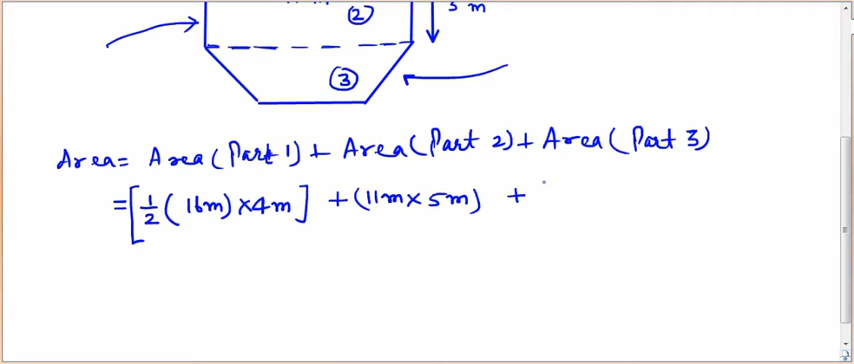 ② 5 m
③
Area = Area (Part 1) + Area (Part 2) + Area (Part 3)
= [ 1/2 ( 16m) × 4m ] + (11m × 5m) +